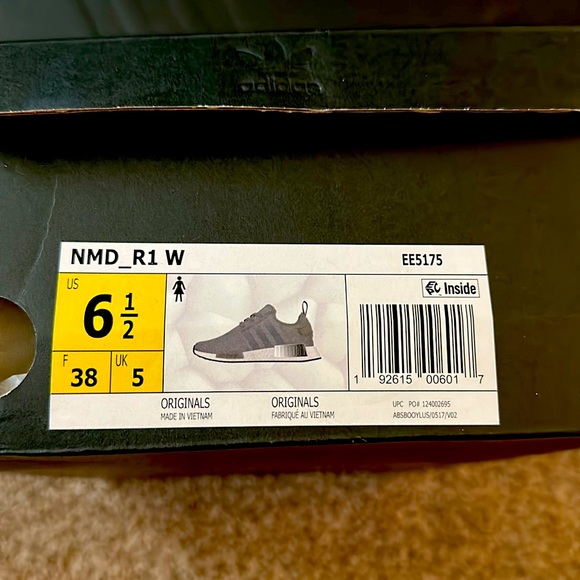 adidas
NMD_R1 W
EE5175
US
6 1/2
F
38
UK
5
Inside
1 92615 00601 7
ORIGINALS
MADE IN VIETNAM
ORIGINALS
FABRIQUÉ AU VIETNAM
UPC PO# 124002695
ABSBOOYLUS/0517/V02